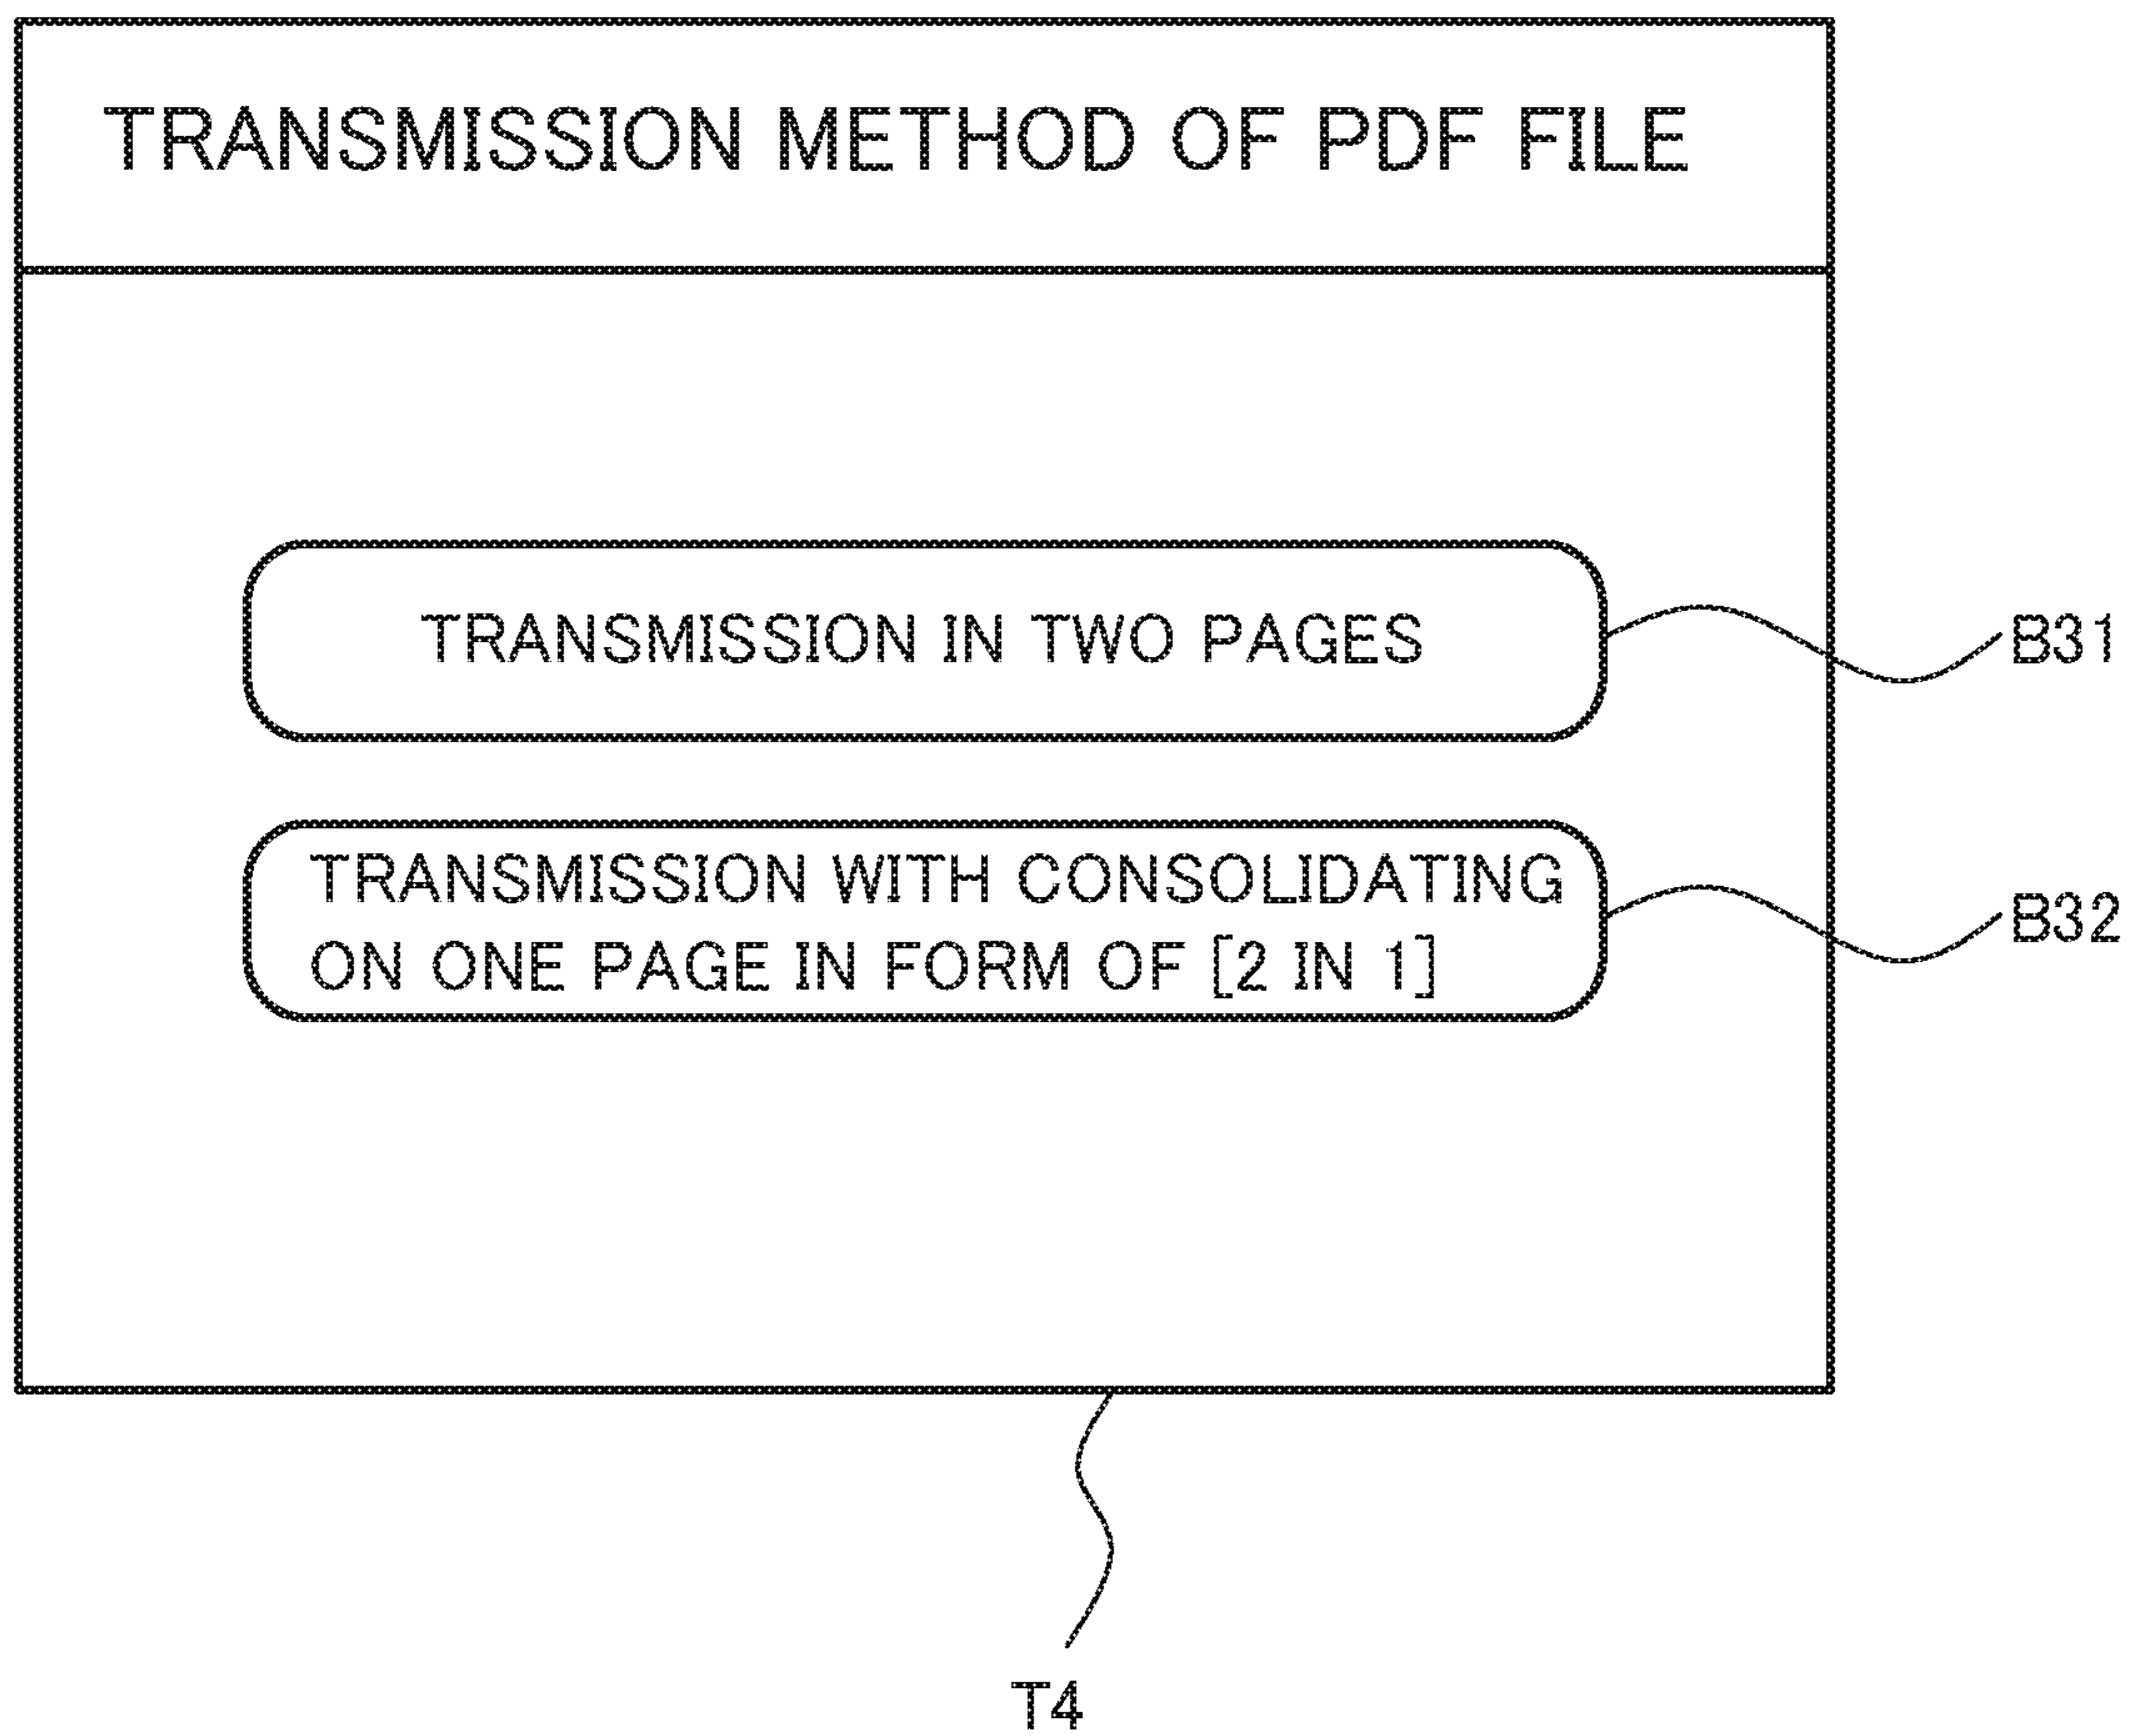 TRANSMISSION METHOD OF PDF FILE
TRANSMISSION IN TWO PAGES
B31
TRANSMISSION WITH CONSOLIDATING
ON ONE PAGE IN FORM OF [2 IN 1]
B32
T4